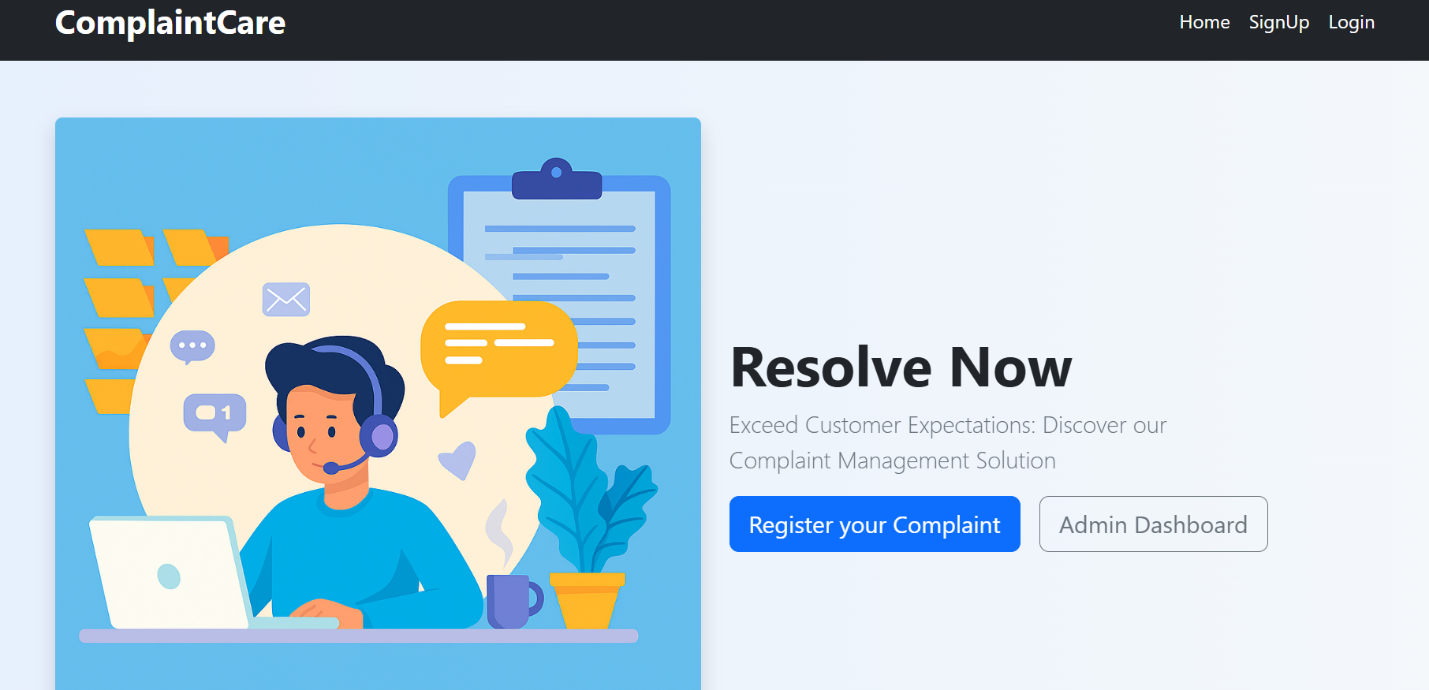 ComplaintCare
Home SignUp Login
1
Resolve Now
Exceed Customer Expectations: Discover our
Complaint Management Solution
Register your Complaint
Admin Dashboard